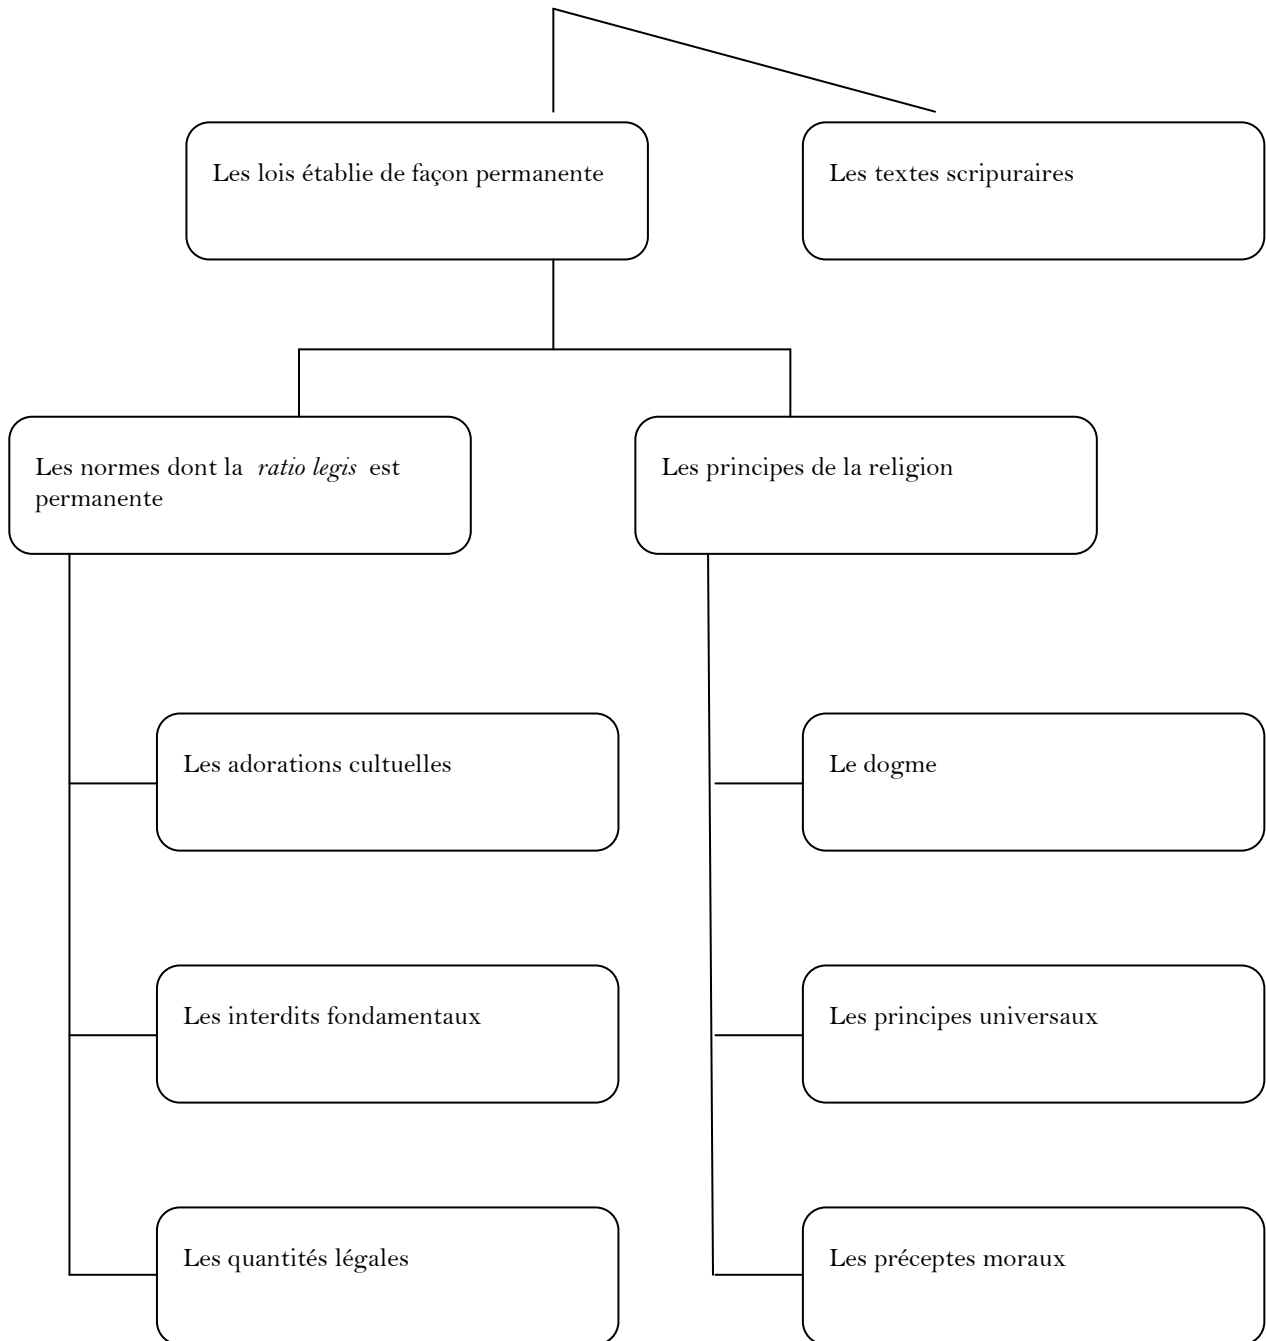 Les lois établie de façon permanente
Les textes scripuraires
Les normes dont la ratio legis est
permanente
Les principes de la religion
Les adorations cultuelles
Le dogme
Les interdits fondamentaux
Les principes universaux
Les quantités légales
Les préceptes moraux